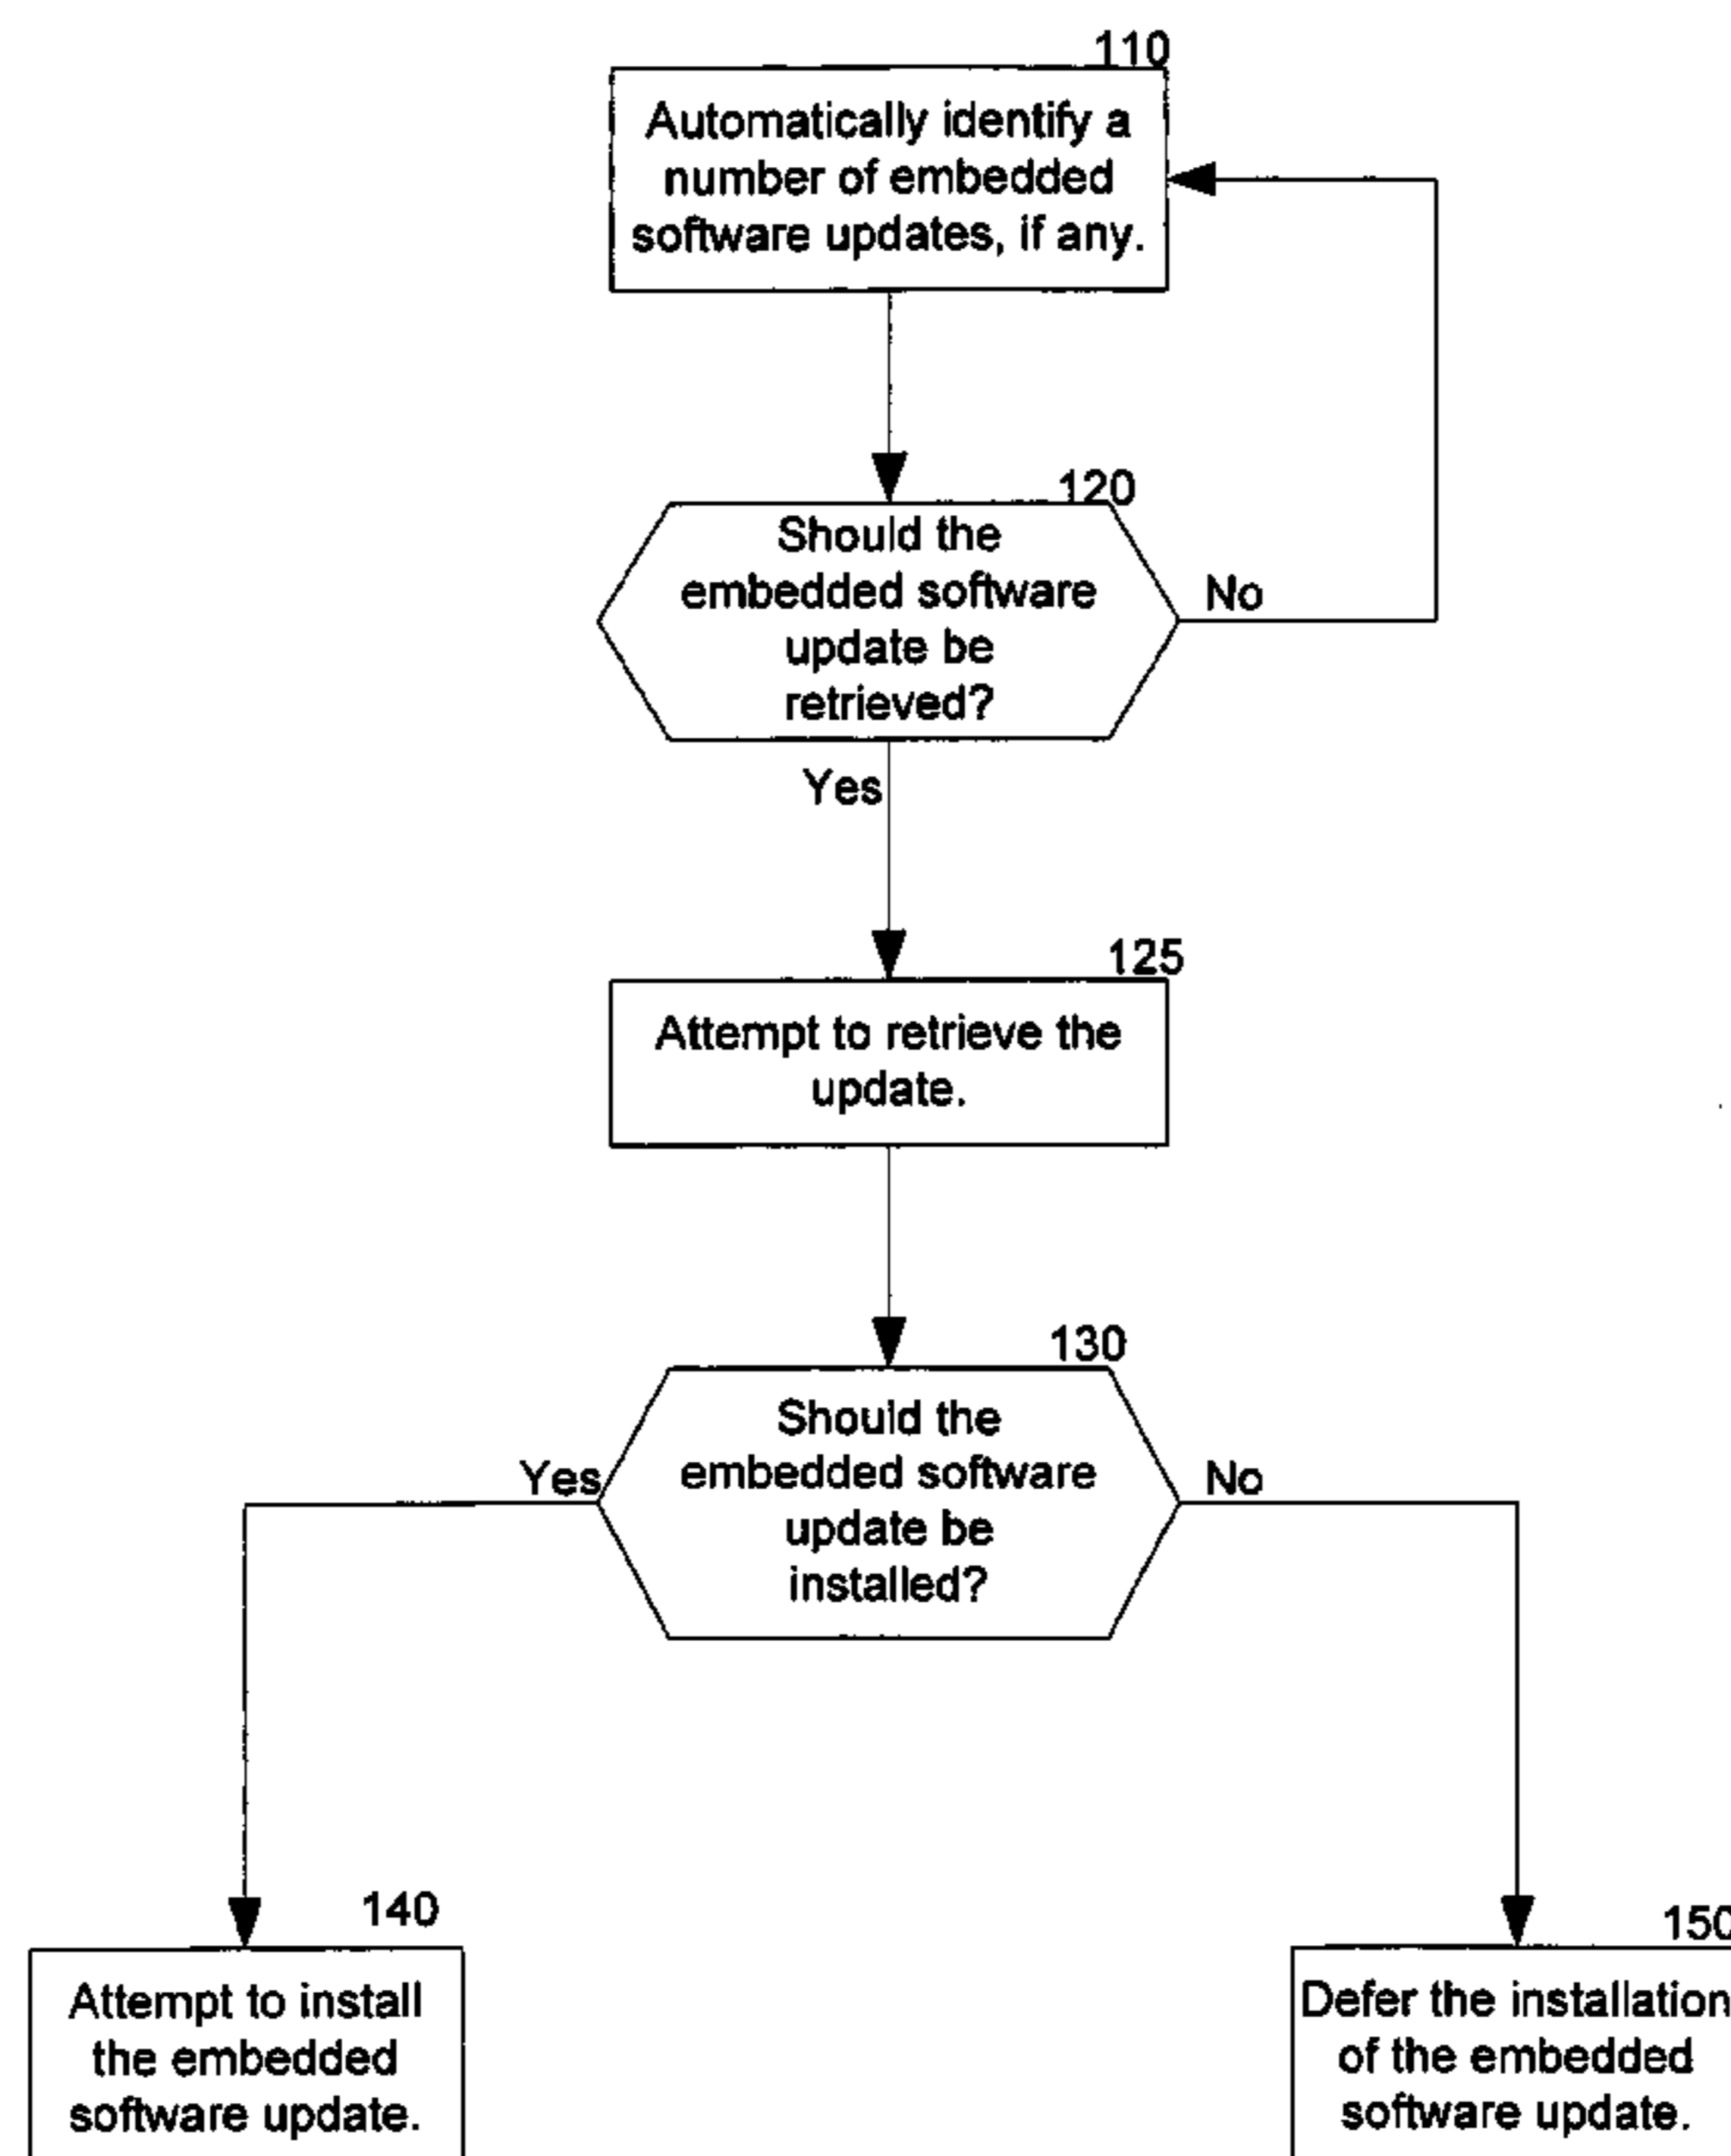 110
Automatically identify a
number of embedded
software updates, if any.
120
Should the
embedded software
update be
retrieved?
No
Yes
125
Attempt to retrieve the
update.
130
Should the
embedded software
update be
installed?
Yes
No
140
Attempt to install
the embedded
software update.
150
Defer the installation
of the embedded
software update.